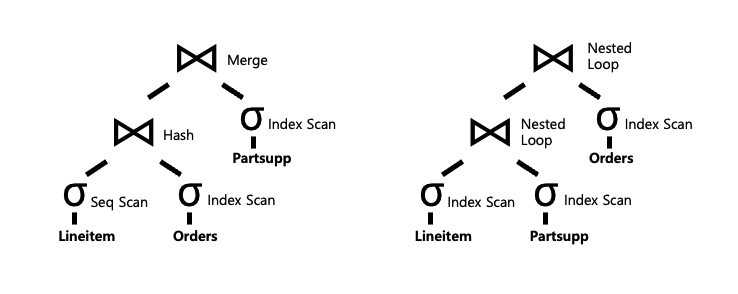 Merge
Hash
σ Index Scan
Partsupp
σ Seq Scan
σ Index Scan
Lineitem
Orders
Nested
Loop
Nested
Loop
σ Index Scan
Orders
σ Index Scan
σ Index Scan
Lineitem
Partsupp